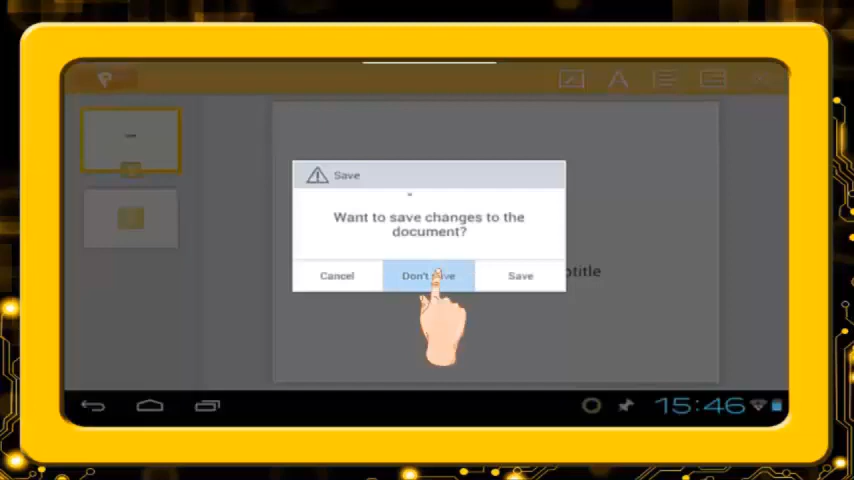 Save
Want to save changes to the
document?
Cancel
Save
15:46